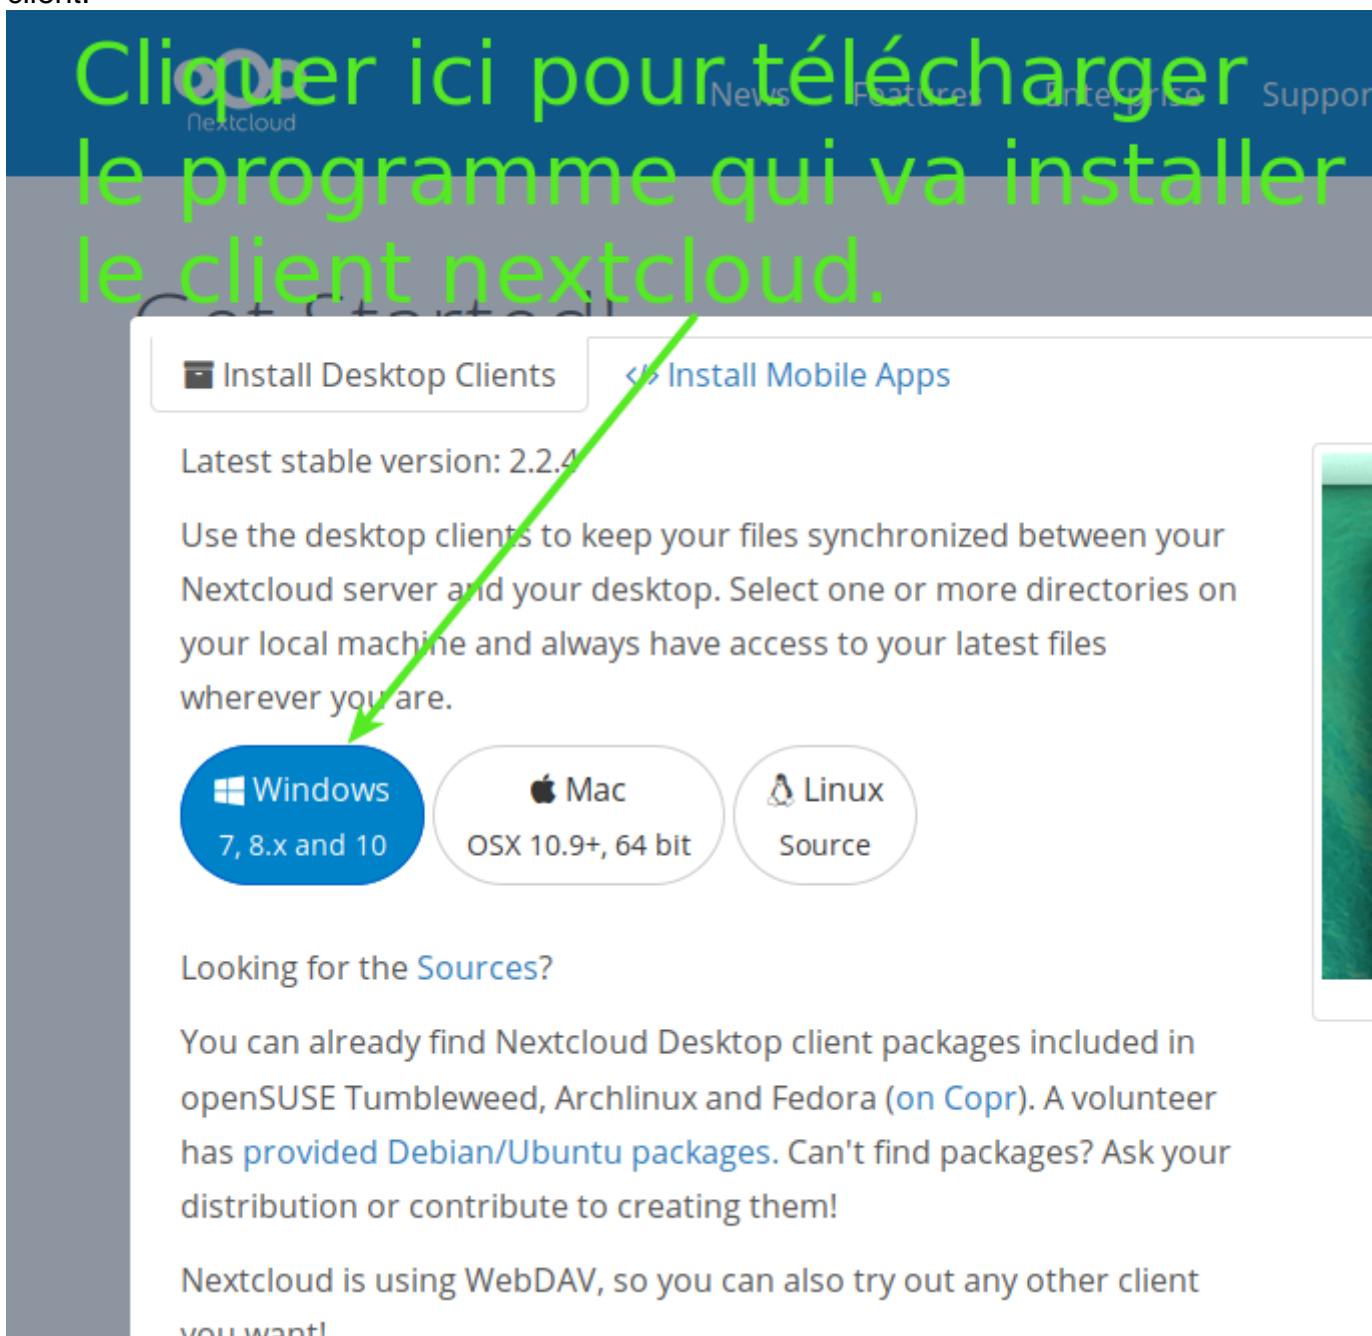 client.
Cliquer ici pour télécharger
le programme qui va installer
le client nextcloud.
Nextcloud
News Features Enterprise Suppor
Get Started!
Install Desktop Clients
Install Mobile Apps
Latest stable version: 2.2.4
Use the desktop clients to keep your files synchronized between your
Nextcloud server and your desktop. Select one or more directories on
your local machine and always have access to your latest files
wherever you are.
Windows
7, 8.x and 10
Mac
OSX 10.9+, 64 bit
Linux
Source
Looking for the Sources?
You can already find Nextcloud Desktop client packages included in
openSUSE Tumbleweed, Archlinux and Fedora (on Copr). A volunteer
has provided Debian/Ubuntu packages. Can't find packages? Ask your
distribution or contribute to creating them!
Nextcloud is using WebDAV, so you can also try out any other client
you want!